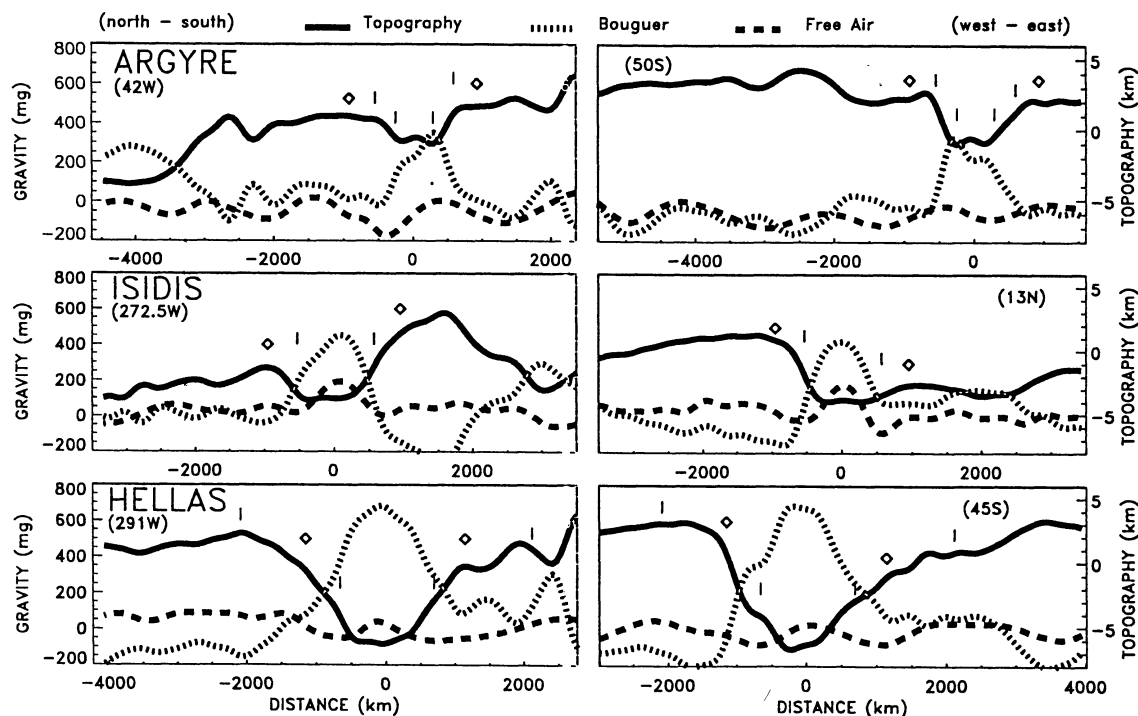 (north – south) Topography Bouguer Free Air (west – east)
800
600
400
200
0
−200
GRAVITY (mg)
ARGYRE
(42W)
−4000 −2000 0 2000
(50S)
5
0
−5
TOPOGRAPHY (km)
−4000 −2000 0
800
600
400
200
0
−200
GRAVITY (mg)
ISIDIS
(272.5W)
−2000 0 2000
(13N)
5
0
−5
TOPOGRAPHY (km)
−2000 0 2000
800
600
400
200
0
−200
GRAVITY (mg)
HELLAS
(291W)
−4000 −2000 0 2000
DISTANCE (km)
(45S)
5
0
−5
TOPOGRAPHY (km)
−2000 0 2000 4000
DISTANCE (km)